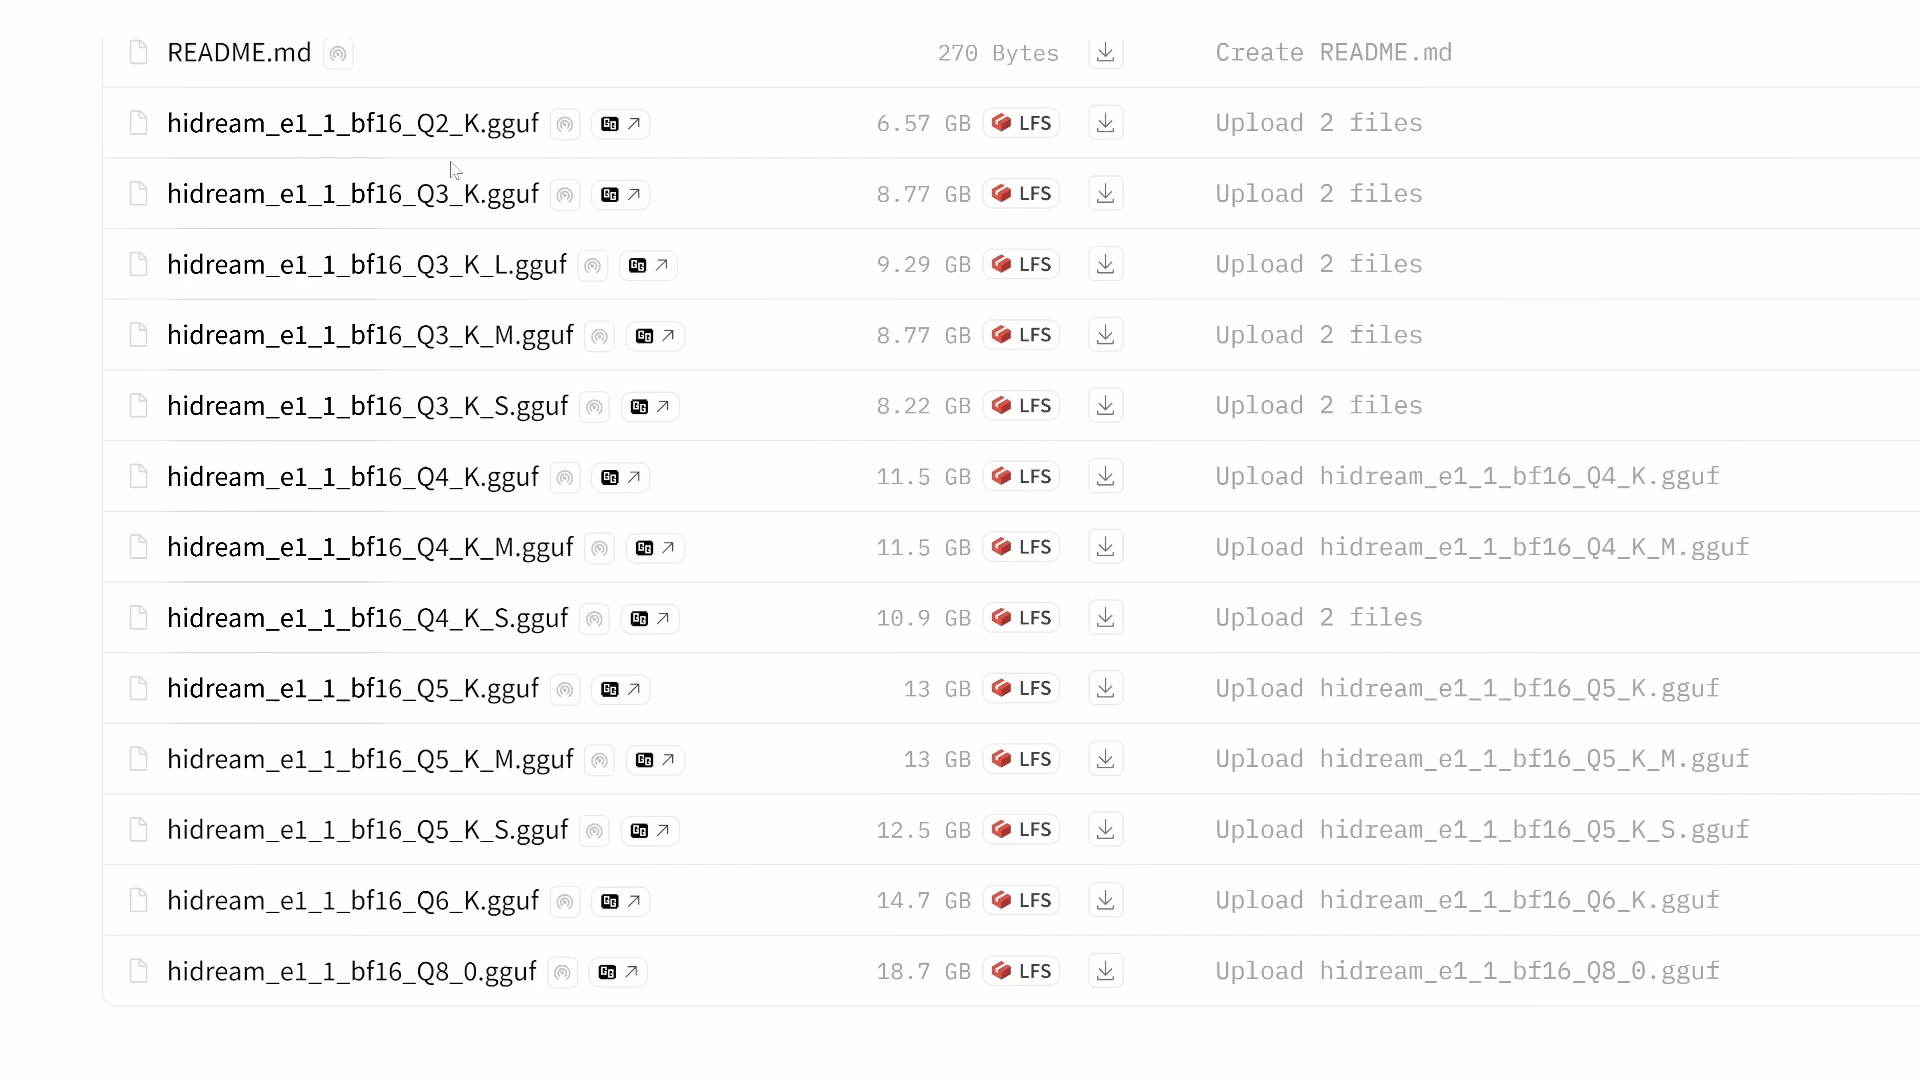 README.md 270 Bytes Create README.md
hidream_e1_1_bf16_Q2_K.gguf 6.57 GB LFS Upload 2 files
hidream_e1_1_bf16_Q3_K.gguf 8.77 GB LFS Upload 2 files
hidream_e1_1_bf16_Q3_K_L.gguf 9.29 GB LFS Upload 2 files
hidream_e1_1_bf16_Q3_K_M.gguf 8.77 GB LFS Upload 2 files
hidream_e1_1_bf16_Q3_K_S.gguf 8.22 GB LFS Upload 2 files
hidream_e1_1_bf16_Q4_K.gguf 11.5 GB LFS Upload hidream_e1_1_bf16_Q4_K.gguf
hidream_e1_1_bf16_Q4_K_M.gguf 11.5 GB LFS Upload hidream_e1_1_bf16_Q4_K_M.gguf
hidream_e1_1_bf16_Q4_K_S.gguf 10.9 GB LFS Upload 2 files
hidream_e1_1_bf16_Q5_K.gguf 13 GB LFS Upload hidream_e1_1_bf16_Q5_K.gguf
hidream_e1_1_bf16_Q5_K_M.gguf 13 GB LFS Upload hidream_e1_1_bf16_Q5_K_M.gguf
hidream_e1_1_bf16_Q5_K_S.gguf 12.5 GB LFS Upload hidream_e1_1_bf16_Q5_K_S.gguf
hidream_e1_1_bf16_Q6_K.gguf 14.7 GB LFS Upload hidream_e1_1_bf16_Q6_K.gguf
hidream_e1_1_bf16_Q8_0.gguf 18.7 GB LFS Upload hidream_e1_1_bf16_Q8_0.gguf